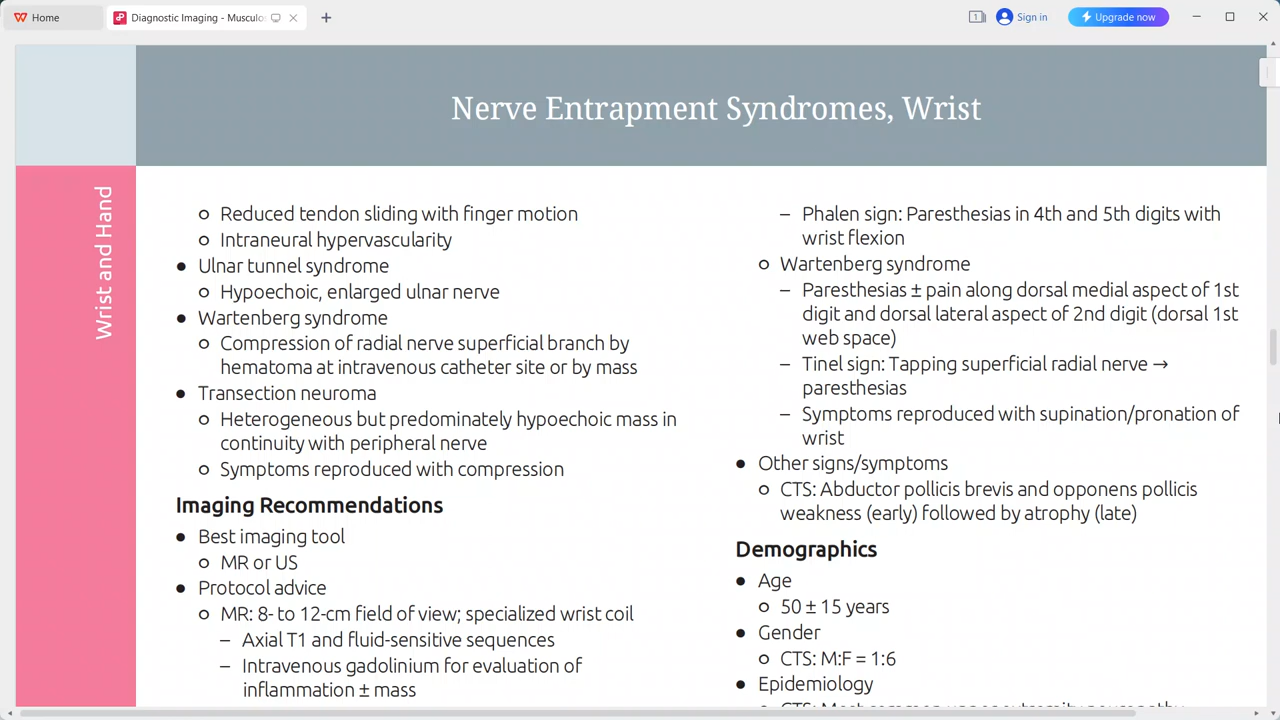 Home
Diagnostic Imaging - Musculo
1
Sign in
Upgrade now
Nerve Entrapment Syndromes, Wrist
Wrist and Hand
o Reduced tendon sliding with finger motion
o Intraneural hypervascularity
• Ulnar tunnel syndrome
o Hypoechoic, enlarged ulnar nerve
• Wartenberg syndrome
o Compression of radial nerve superficial branch by
hematoma at intravenous catheter site or by mass
• Transection neuroma
o Heterogeneous but predominately hypoechoic mass in
continuity with peripheral nerve
o Symptoms reproduced with compression
Imaging Recommendations
• Best imaging tool
o MR or US
• Protocol advice
o MR: 8- to 12-cm field of view; specialized wrist coil
– Axial T1 and fluid-sensitive sequences
– Intravenous gadolinium for evaluation of
inflammation ± mass
– Phalen sign: Paresthesias in 4th and 5th digits with
wrist flexion
o Wartenberg syndrome
– Paresthesias ± pain along dorsal medial aspect of 1st
digit and dorsal lateral aspect of 2nd digit (dorsal 1st
web space)
– Tinel sign: Tapping superficial radial nerve →
paresthesias
– Symptoms reproduced with supination/pronation of
wrist
• Other signs/symptoms
o CTS: Abductor pollicis brevis and opponens pollicis
weakness (early) followed by atrophy (late)
Demographics
• Age
o 50 ± 15 years
• Gender
o CTS: M:F = 1:6
• Epidemiology